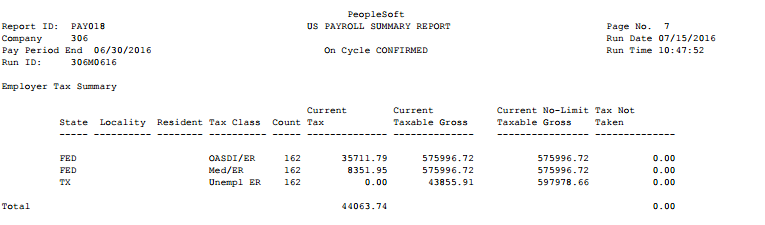 PeopleSoft
Report ID: PAY018 US PAYROLL SUMMARY REPORT Page No. 7
Company 306 Run Date 07/15/2016
Pay Period End 06/30/2016 On Cycle CONFIRMED Run Time 10:47:52
Run ID: 306M0616
Employer Tax Summary
Current Current Current No-Limit Tax Not
State Locality Resident Tax Class Count Tax Taxable Gross Taxable Gross Taken
----- ---------- -------- ---------- ----- ------------- ------------- --------------- -------------
FED OASDI/ER 162 35711.79 575996.72 575996.72 0.00
FED Med/ER 162 8351.95 575996.72 575996.72 0.00
TX Unempl ER 162 0.00 43855.91 597978.66 0.00
Total 44063.74 0.00